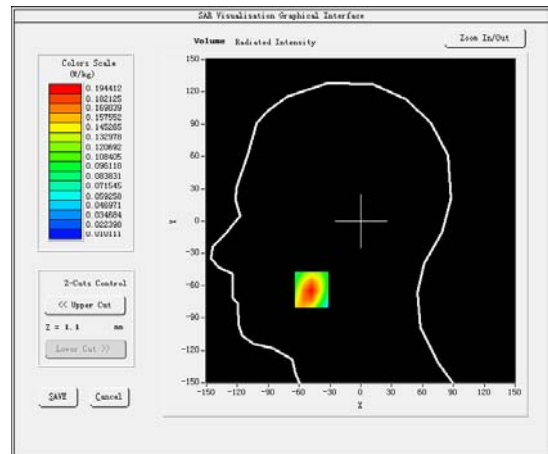 SAR Visualisation Graphical Interface
Volume Radiated Intensity
Zoom In/Out
Colors Scale
(W/kg)
0.194412
0.182125
0.169839
0.157552
0.145265
0.132978
0.120692
0.108405
0.096118
0.083831
0.071545
0.059258
0.046971
0.034684
0.022398
0.010111
Z-Cuts Control
<< Upper Cut
Z = 1.1 mm
Lower Cut >>
SAVE Cancel
150
120
90
60
30
0
-30
-60
-90
-120
-150
Y
-150 -120 -90 -60 -30 0 30 60 90 120 150
X